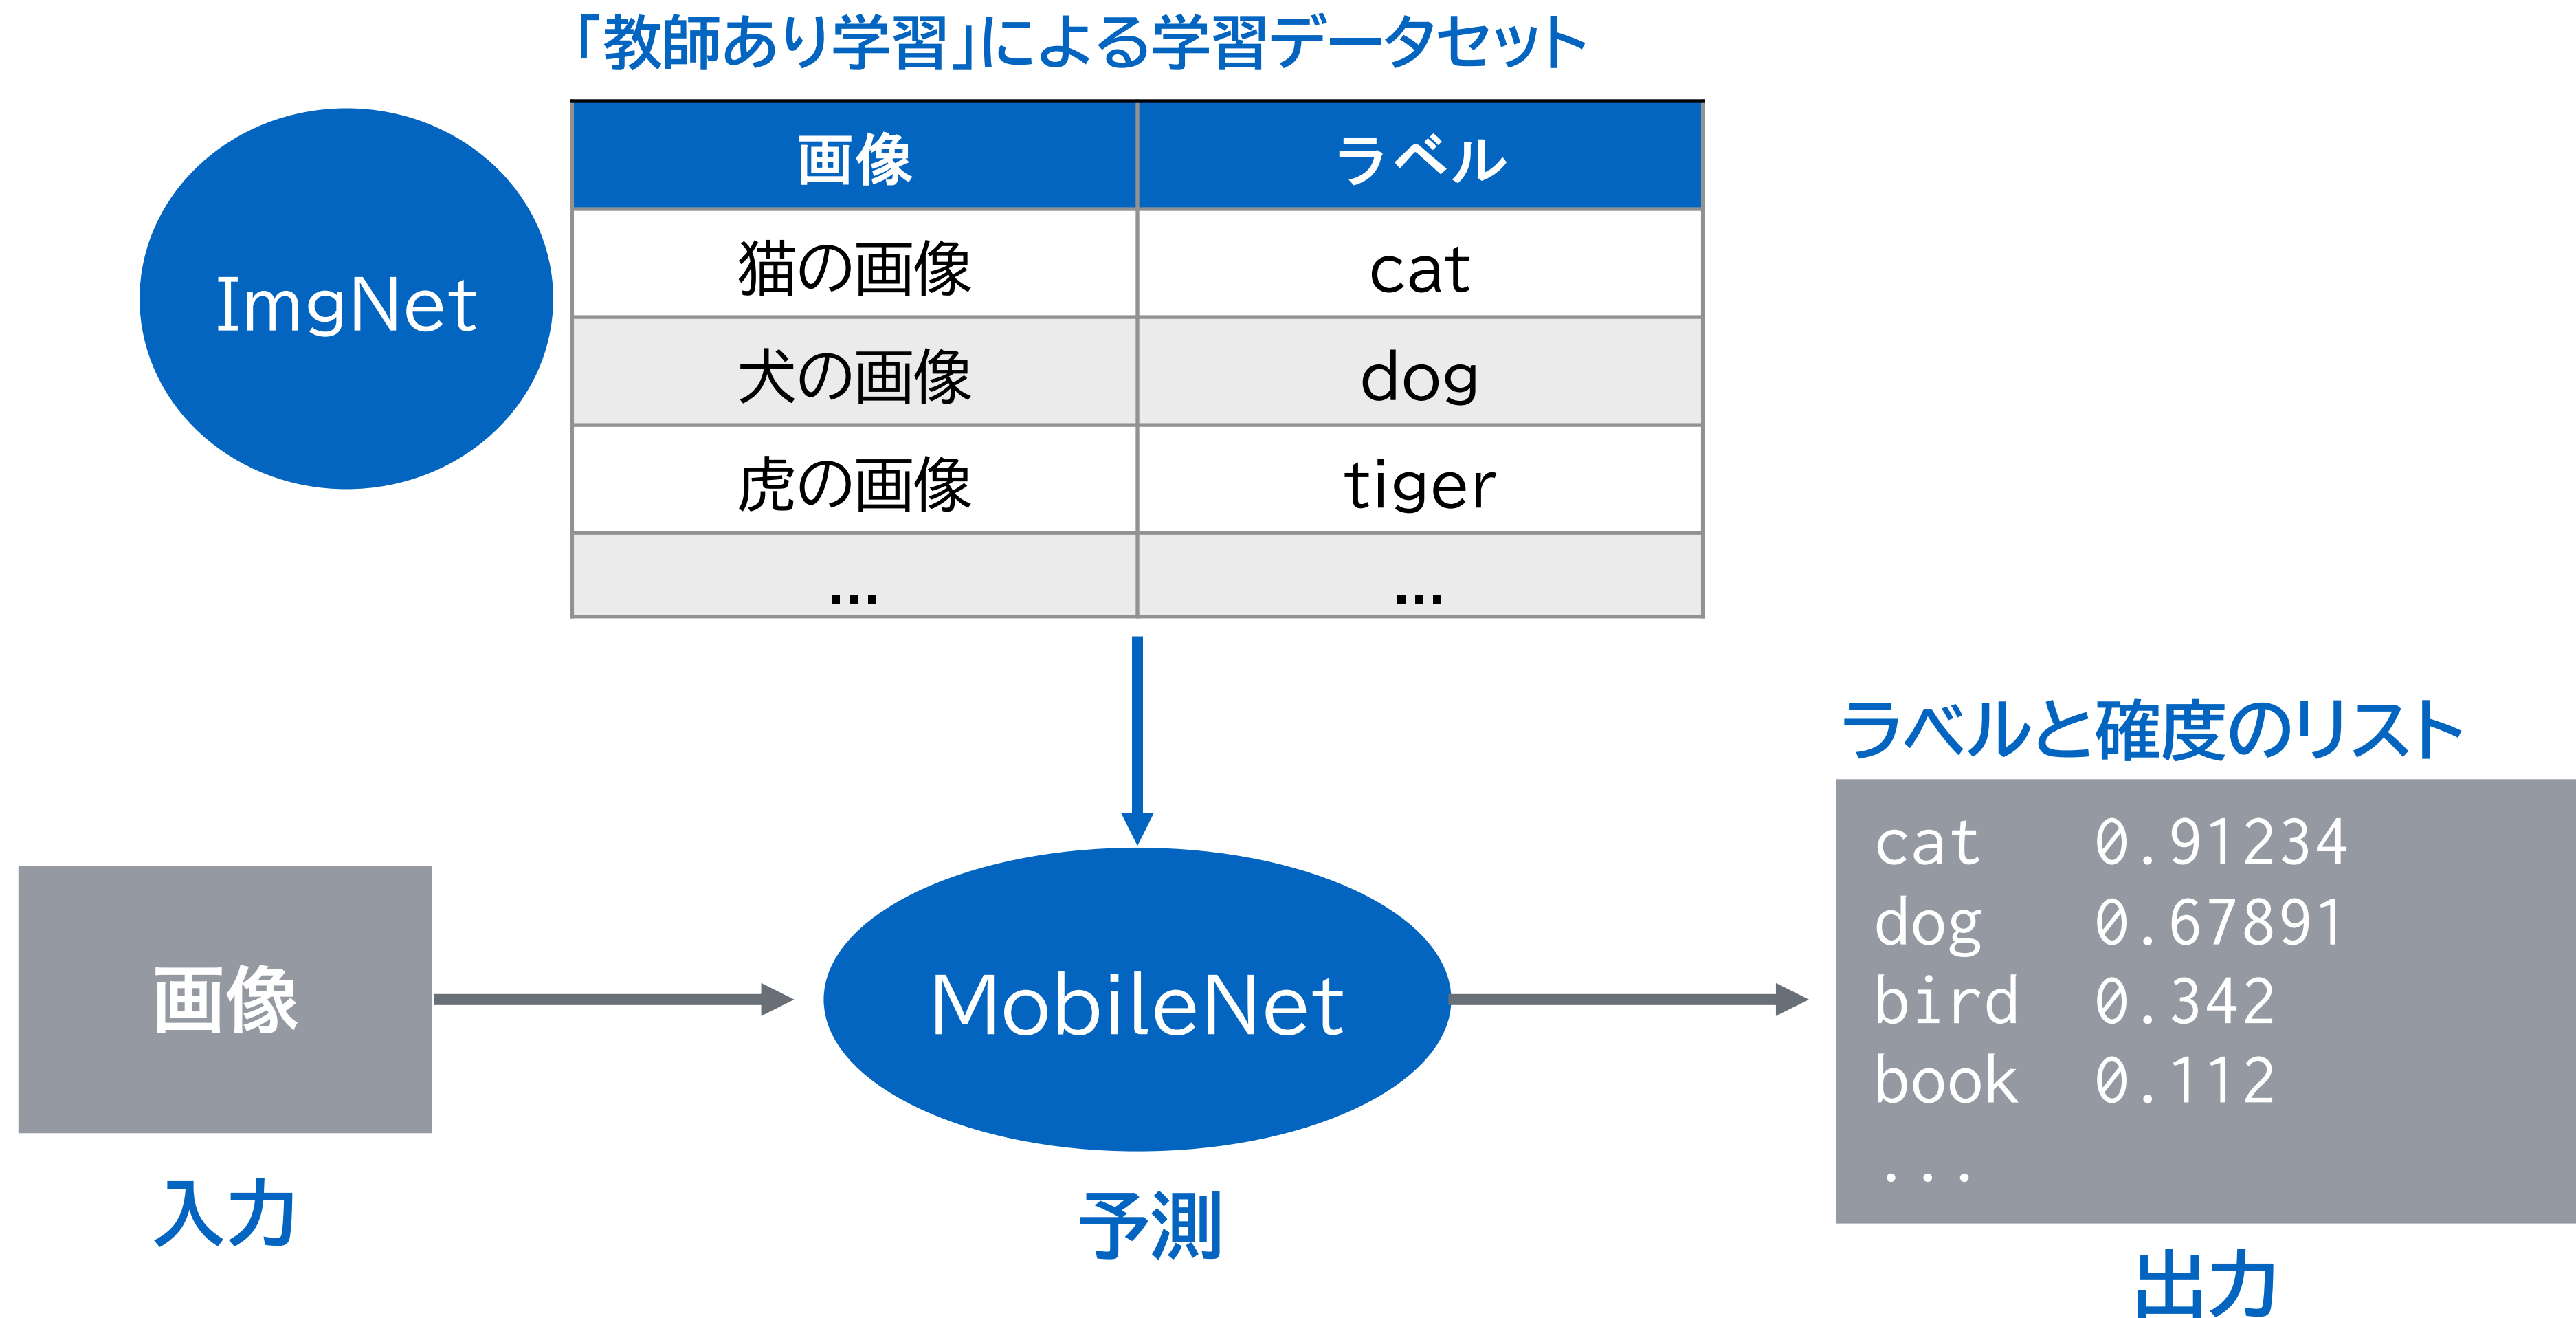 「教師あり学習」による学習データセット
ImgNet
画像 ラベル
猫の画像 cat
犬の画像 dog
虎の画像 tiger
... ...
画像
入力
MobileNet
予測
ラベルと確度のリスト
cat 0.91234
dog 0.67891
bird 0.342
book 0.112
...
出力